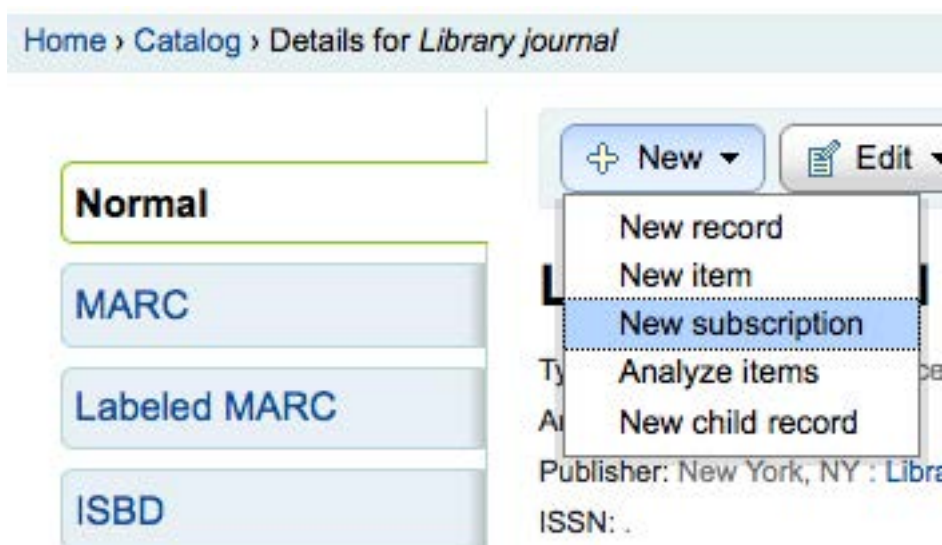 Home › Catalog › Details for Library journal
Normal
MARC
Labeled MARC
ISBD
New Edit
New record
New item
New subscription
Analyze items
New child record
Publisher: New York, NY :
ISSN: .